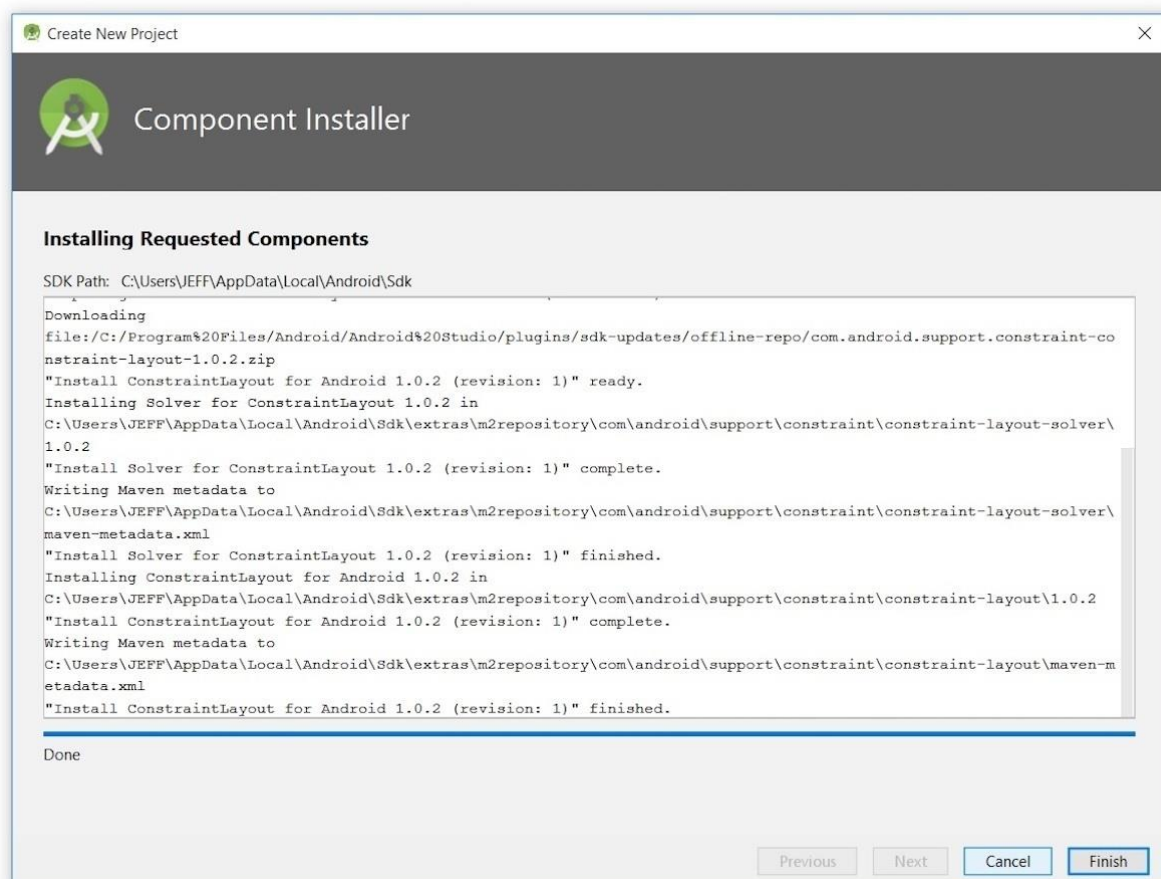 Create New Project
Component Installer
Installing Requested Components
SDK Path: C:\Users\JEFF\AppData\Local\Android\Sdk
Downloading
file:/C:/Program%20Files/Android/Android%20Studio/plugins/sdk-updates/offline-repo/com.android.support.constraint-co
nstraint-layout-1.0.2.zip
"Install ConstraintLayout for Android 1.0.2 (revision: 1)" ready.
Installing Solver for ConstraintLayout 1.0.2 in
C:\Users\JEFF\AppData\Local\Android\Sdk\extras\m2repository\com\android\support\constraint\constraint-layout-solver\
1.0.2
"Install Solver for ConstraintLayout 1.0.2 (revision: 1)" complete.
Writing Maven metadata to
C:\Users\JEFF\AppData\Local\Android\Sdk\extras\m2repository\com\android\support\constraint\constraint-layout-solver\
maven-metadata.xml
"Install Solver for ConstraintLayout 1.0.2 (revision: 1)" finished.
Installing ConstraintLayout for Android 1.0.2 in
C:\Users\JEFF\AppData\Local\Android\Sdk\extras\m2repository\com\android\support\constraint\constraint-layout\1.0.2
"Install ConstraintLayout for Android 1.0.2 (revision: 1)" complete.
Writing Maven metadata to
C:\Users\JEFF\AppData\Local\Android\Sdk\extras\m2repository\com\android\support\constraint\constraint-layout\maven-m
etadata.xml
"Install ConstraintLayout for Android 1.0.2 (revision: 1)" finished.
Done
Previous Next Cancel Finish